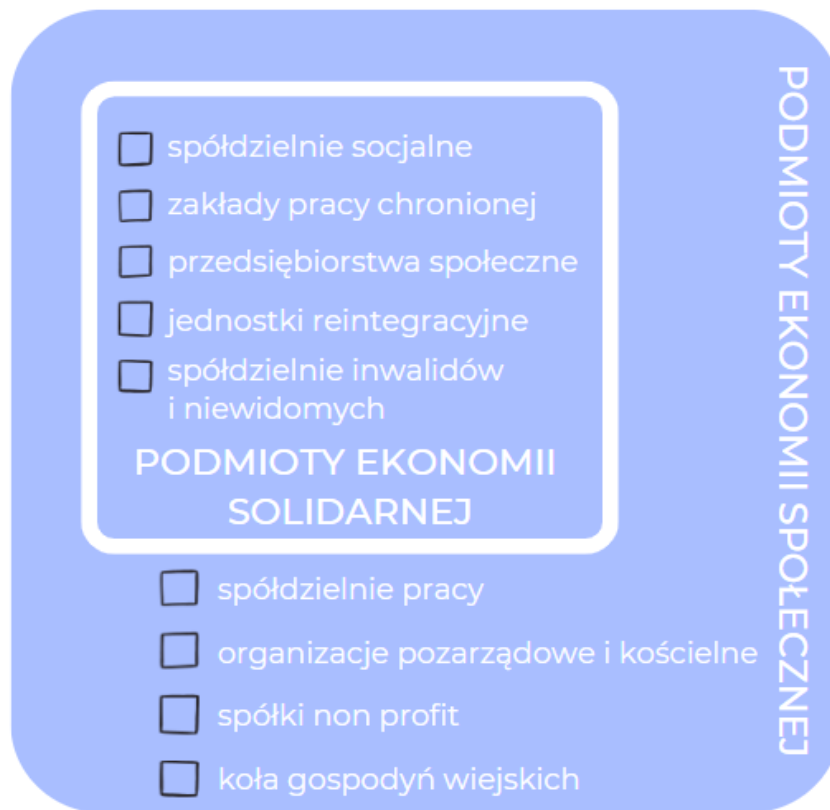 spółdzielnie socjalne
zakłady pracy chronionej
przedsiębiorstwa społeczne
jednostki reintegracyjne
spółdzielnie inwalidów
i niewidomych
PODMIOTY EKONOMII
SOLIDARNEJ
spółdzielnie pracy
organizacje pozarządowe i kościelne
spółki non profit
koła gospodyń wiejskich
PODMIOTY EKONOMII SPOŁECZNEJ